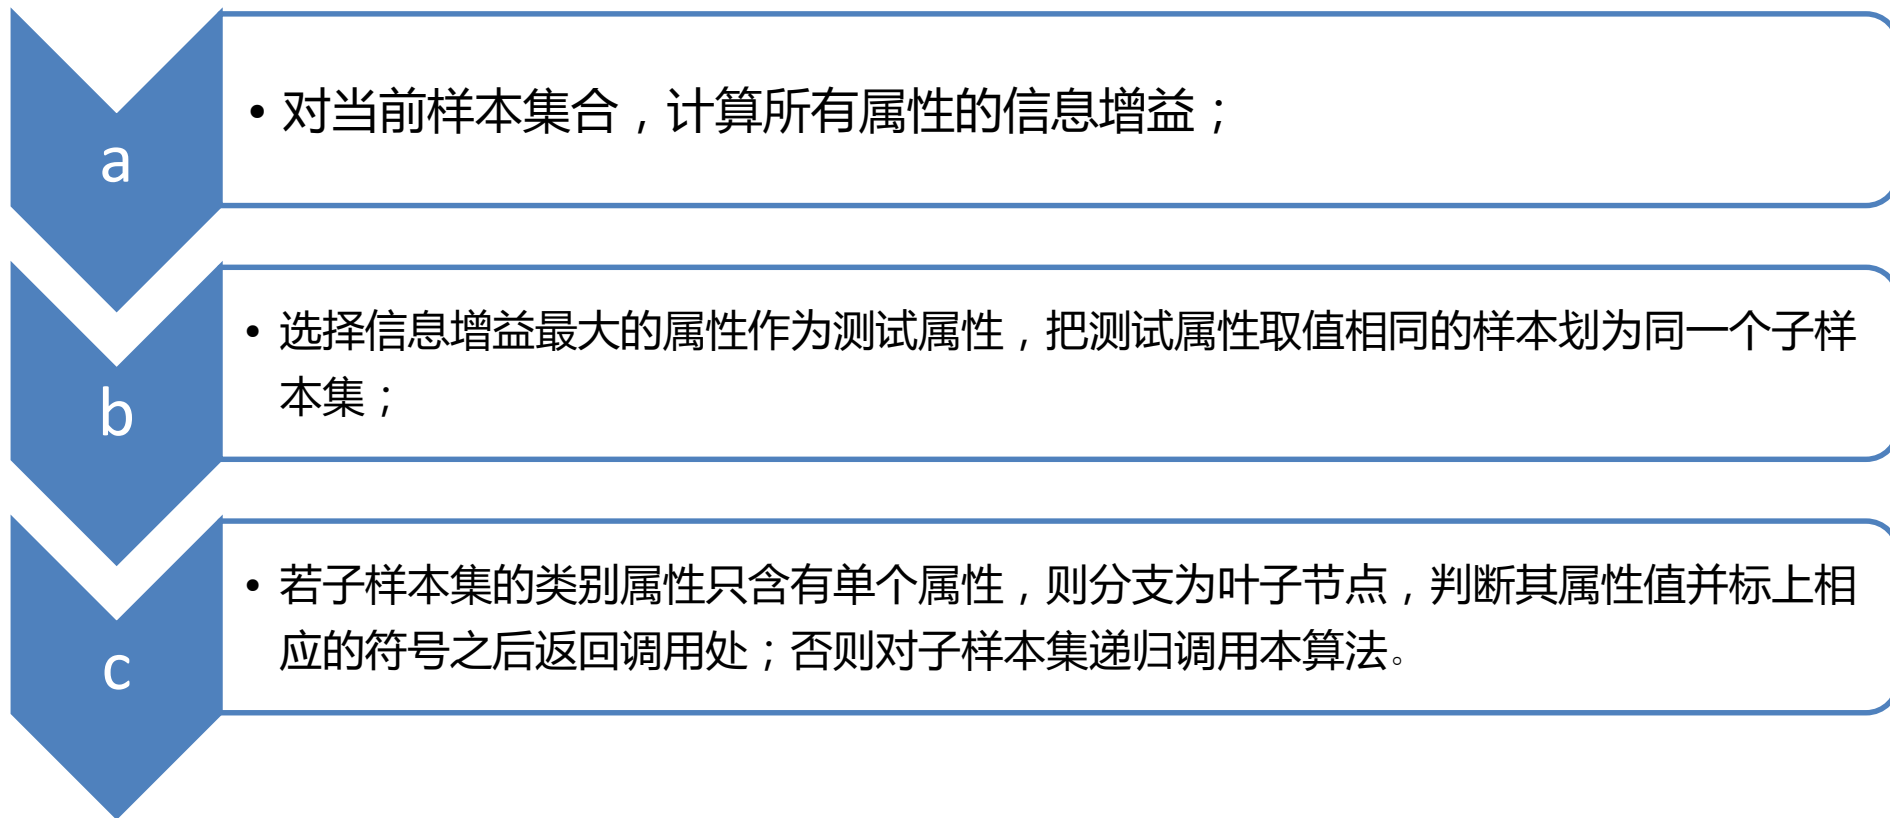 a
• 对当前样本集合，计算所有属性的信息增益；
b
• 选择信息增益最大的属性作为测试属性，把测试属性取值相同的样本划为同一个子样
本集；
c
• 若子样本集的类别属性只含有单个属性，则分支为叶子节点，判断其属性值并标上相
应的符号之后返回调用处；否则对子样本集递归调用本算法。